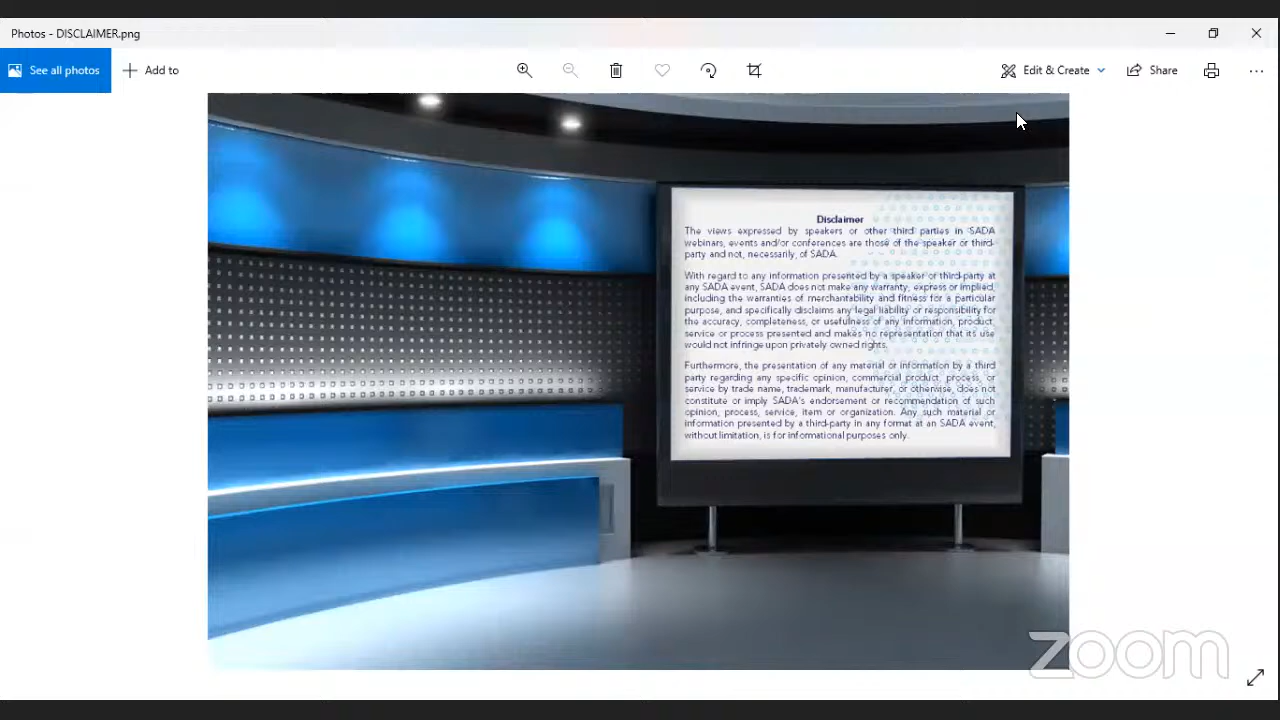 Photos - DISCLAIMER.png
See all photos
Add to
Edit & Create
Share
Disclaimer
The views expressed by speakers or other third parties in SADA
webinars, events and/or conferences are those of the speaker or third-
party and not, necessarily, of SADA.
With regard to any information presented by a speaker or third-party at
any SADA event, SADA does not make any warranty, express or implied,
including the warranties of merchantability and fitness for a particular
purpose, and specifically disclaims any legal liability or responsibility for
the accuracy, completeness, or usefulness of any information, product,
service or process presented and makes no representation that its use
would not infringe upon privately owned rights.
Furthermore, the presentation of any material or information by a third
party regarding any specific opinion, commercial product, process, or
service by trade name, trademark, manufacturer, or otherwise, does not
constitute or imply SADA's endorsement or recommendation of such
opinion, process, service, item or organization. Any such material or
information presented by a third-party in any format at an SADA event,
without limitation, is for informational purposes only.
zoom